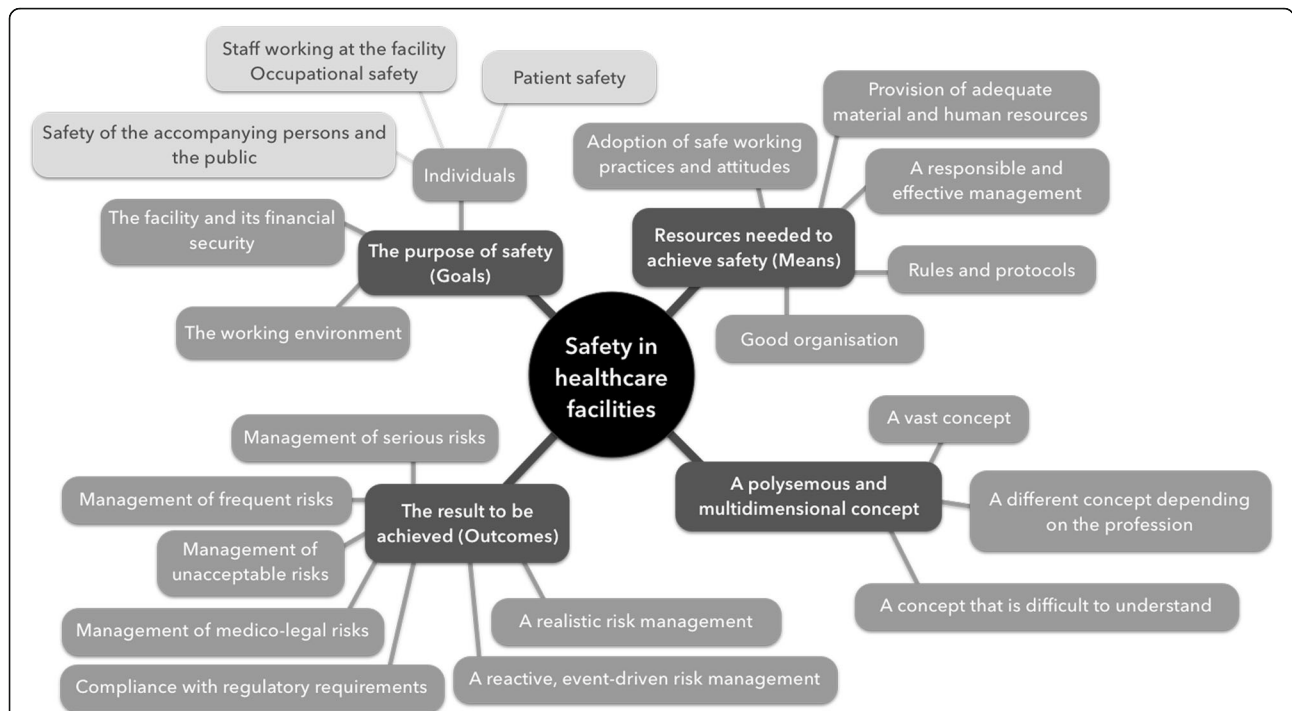 Staff working at the facility
Occupational safety
Patient safety
Safety of the accompanying persons and
the public
Individuals
The facility and its financial
security
The purpose of safety
(Goals)
The working environment
Provision of adequate
material and human resources
Adoption of safe working
practices and attitudes
A responsible and
effective management
Resources needed to
achieve safety (Means)
Rules and protocols
Good organisation
Safety in
healthcare
facilities
Management of serious risks
Management of frequent risks
The result to be
achieved (Outcomes)
Management of
unacceptable risks
Management of medico-legal risks
Compliance with regulatory requirements
A realistic risk management
A reactive, event-driven risk management
A vast concept
A polysemous and
multidimensional concept
A different concept depending
on the profession
A concept that is difficult to understand